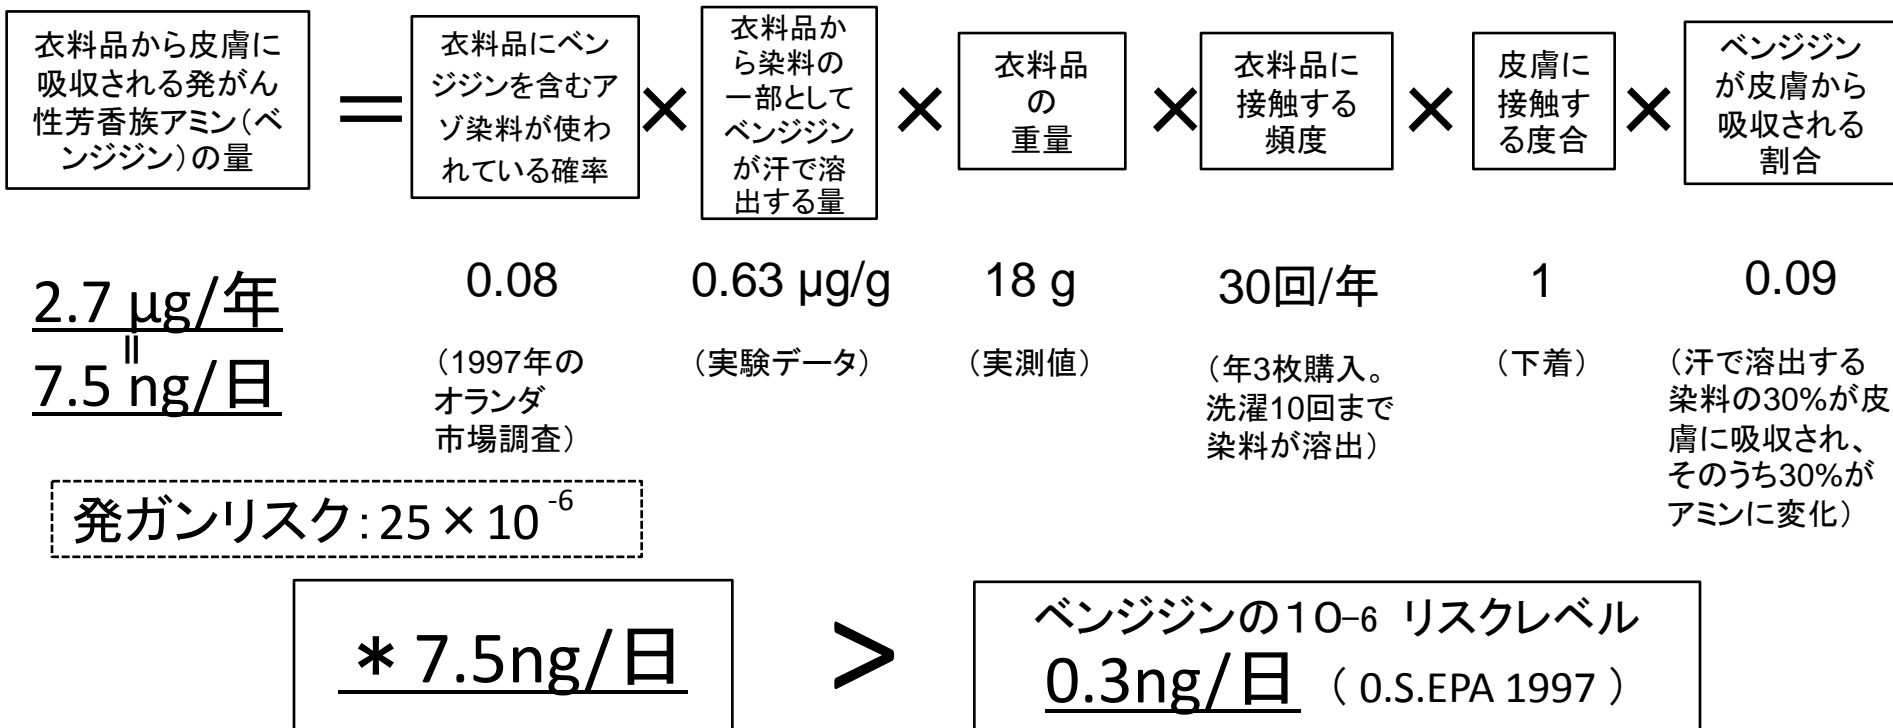 衣料品から皮膚に
吸収される発がん
性芳香族アミン（ベ
ンジジン）の量
＝
衣料品にベン
ジジンを含むア
ゾ染料が使わ
れている確率
×
衣料品か
ら染料の
一部として
ベンジジン
が汗で溶
出する量
×
衣料品
の
重量
×
衣料品に
接触する
頻度
×
皮膚に
接触す
る度合
×
ベンジジン
が皮膚から
吸収される
割合
2.7 μg/年
＝
7.5 ng/日
0.08
（1997年の
オランダ
市場調査）
0.63 μg/g
（実験データ）
18 g
（実測値）
30回/年
（年3枚購入。
洗濯10回まで
染料が溶出）
1
（下着）
0.09
（汗で溶出する
染料の30%が皮
膚に吸収され、
そのうち30%が
アミンに変化）
発ガンリスク：25×10 -6
＊7.5ng/日
＞
ベンジジンの10-6 リスクレベル
0.3ng/日 （ O.S.EPA 1997 ）